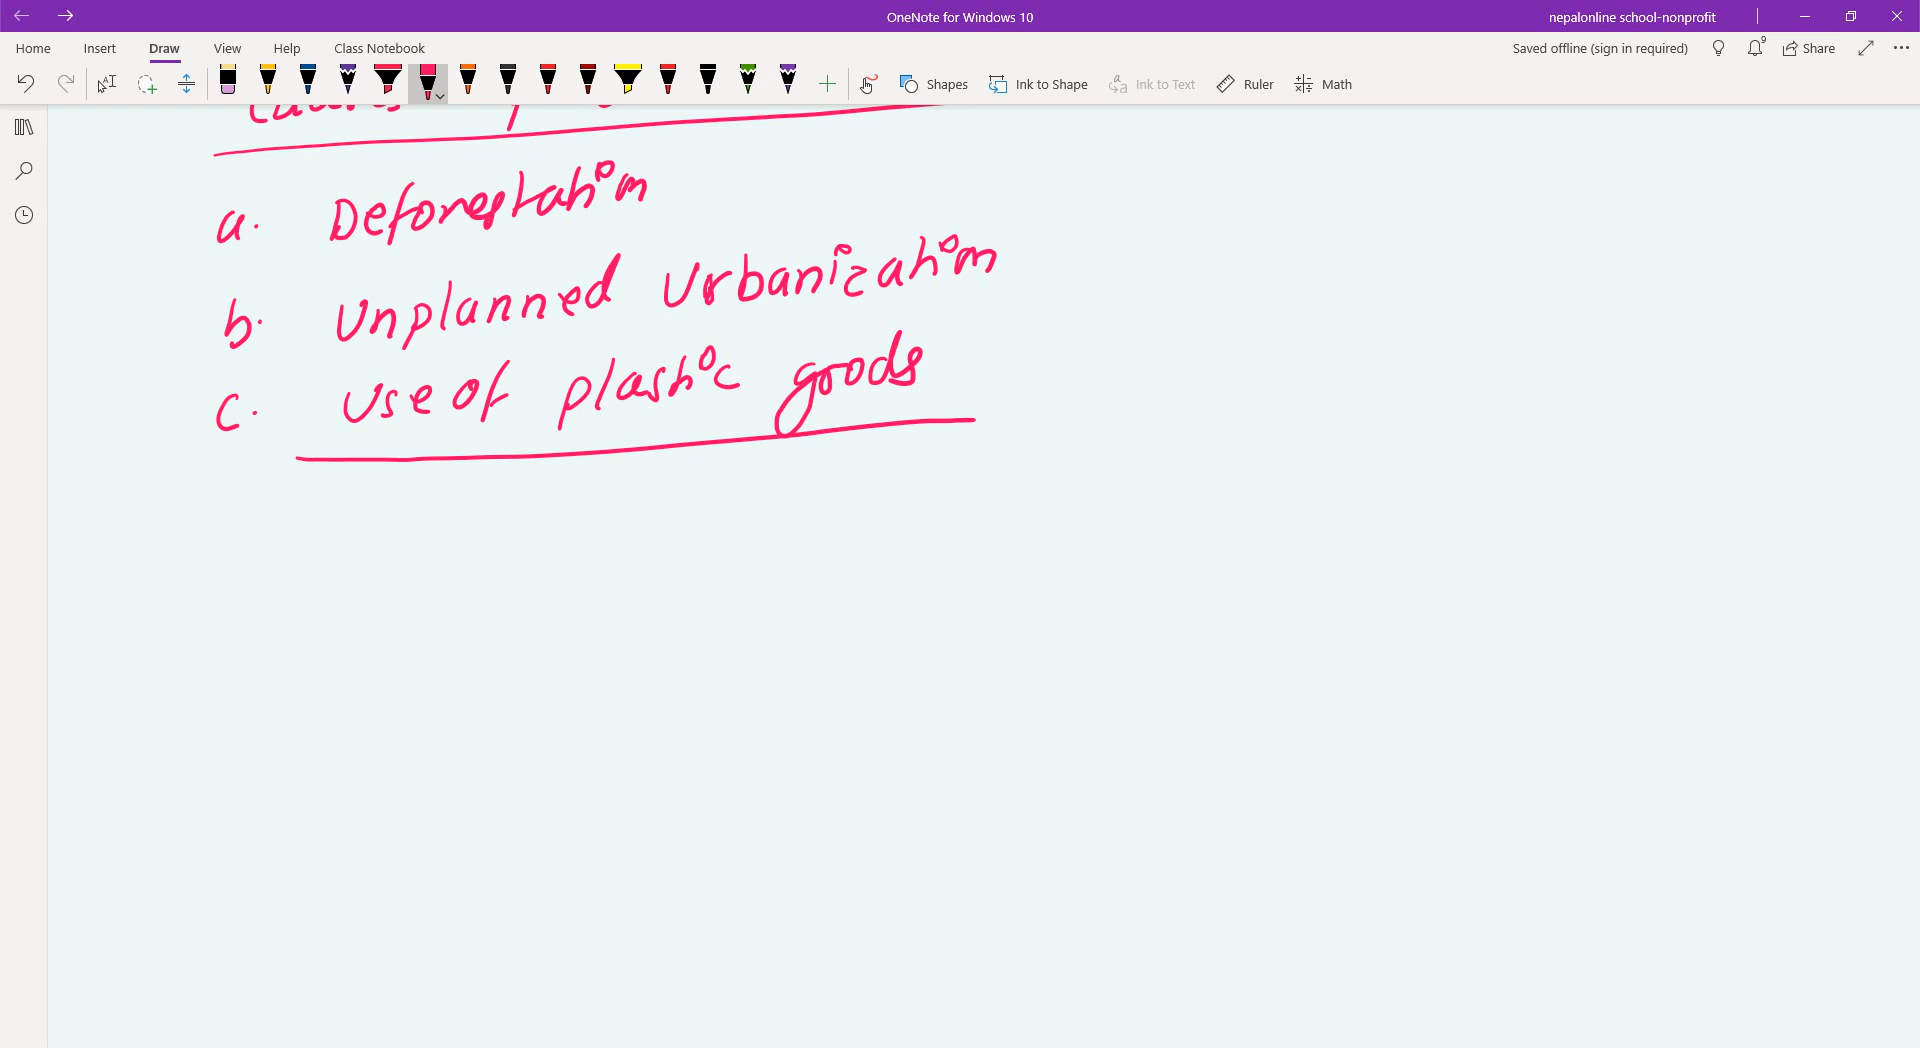 OneNote for Windows 10
nepalonline school-nonprofit
Home Insert Draw View Help Class Notebook
Saved offline (sign in required)
9
Share
Shapes Ink to Shape Ink to Text Ruler Math
a. Deforestation
b. Unplanned Urbanization
c. Use of plastic goods